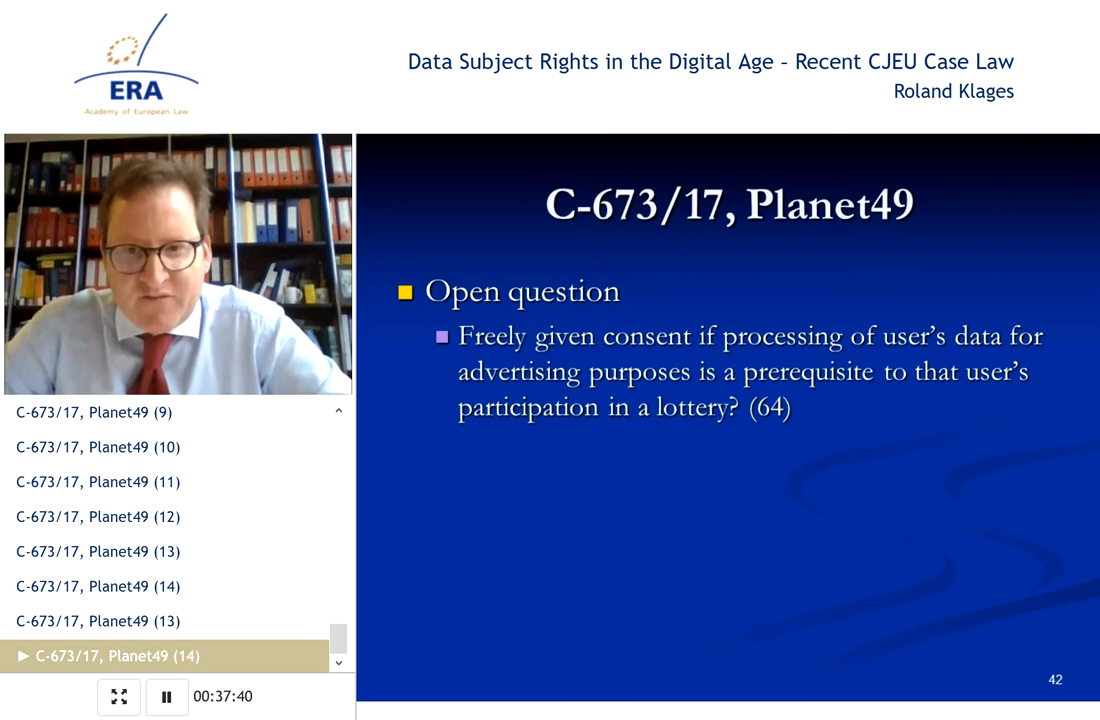 ERA
Academy of European Law
Data Subject Rights in the Digital Age - Recent CJEU Case Law
Roland Klages
C-673/17, Planet49 (9)
C-673/17, Planet49 (10)
C-673/17, Planet49 (11)
C-673/17, Planet49 (12)
C-673/17, Planet49 (13)
C-673/17, Planet49 (14)
C-673/17, Planet49 (13)
► C-673/17, Planet49 (14)
00:37:40
C-673/17, Planet49
Open question
Freely given consent if processing of user’s data for
advertising purposes is a prerequisite to that user’s
participation in a lottery? (64)
42